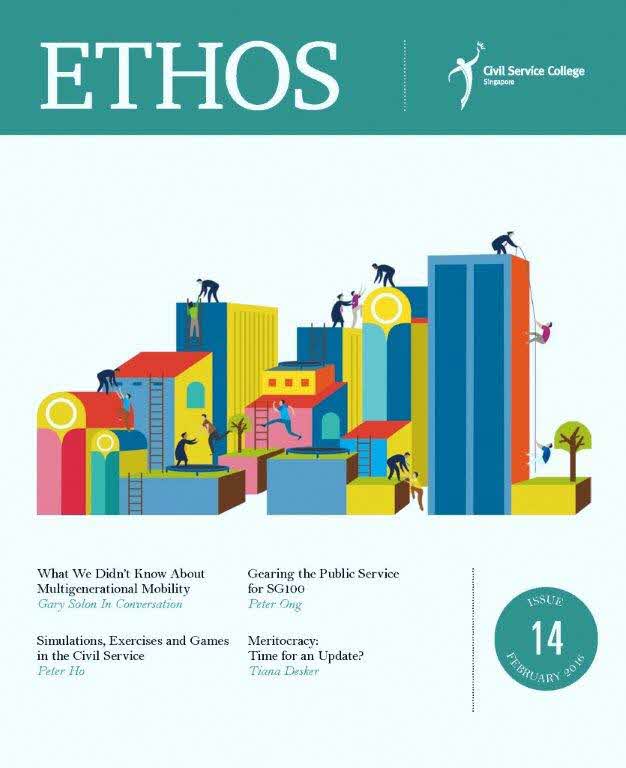 ETHOS
Civil Service College
Singapore
What We Didn't Know About
Multigenerational Mobility
Gary Solon In Conversation
Gearing the Public Service
for SG100
Peter Ong
Simulations, Exercises and Games
in the Civil Service
Peter Ho
Meritocracy:
Time for an Update?
Tiana Desker
ISSUE
14
FEBRUARY 2016